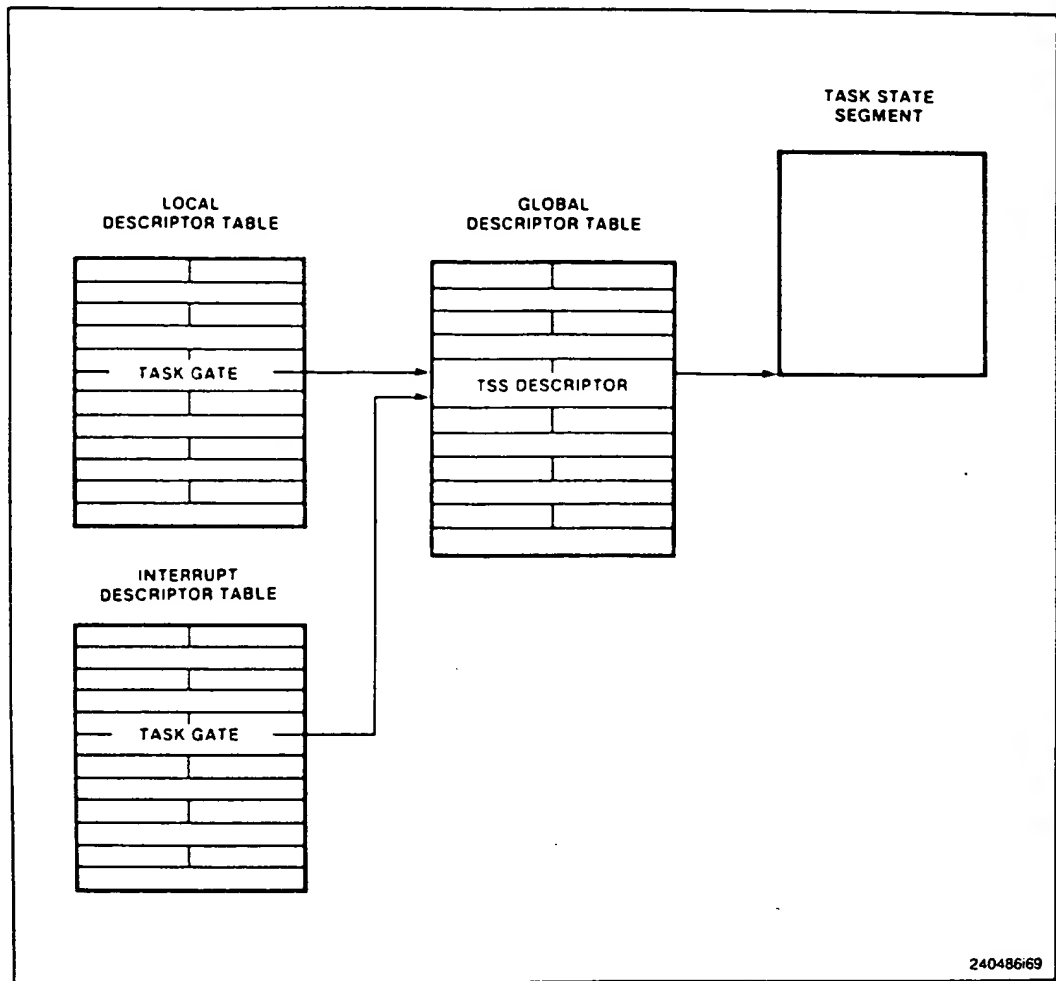 TASK STATE
SEGMENT
LOCAL
DESCRIPTOR TABLE
GLOBAL
DESCRIPTOR TABLE
TASK GATE
TSS DESCRIPTOR
INTERRUPT
DESCRIPTOR TABLE
TASK GATE
240486i69